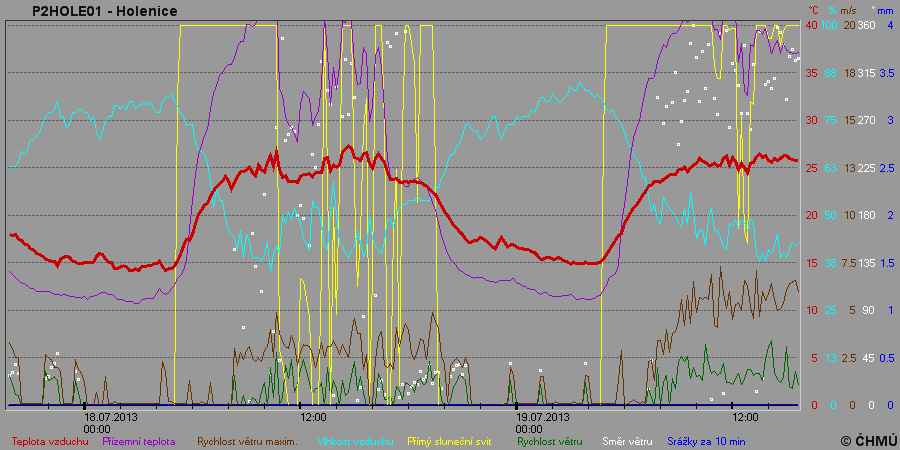 P2HOLE01 - Holenice
°C % m/s ° mm
40 100 20 360 4
35 88 18 315 3.5
30 75 15 270 3
25 63 13 225 2.5
20 50 10 180 2
15 38 7.5 135 1.5
10 25 5 90 1
5 13 2.5 45 0.5
0 0 0 0 0
18.07.2013 12:00 19.07.2013 12:00
00:00 00:00
Teplota vzduchu Přízemní teplota Rychlost větru maxim. Vlhkost vzduchu Přímý sluneční svit Rychlost větru Směr větru Srážky za 10 min © ČHMÚ